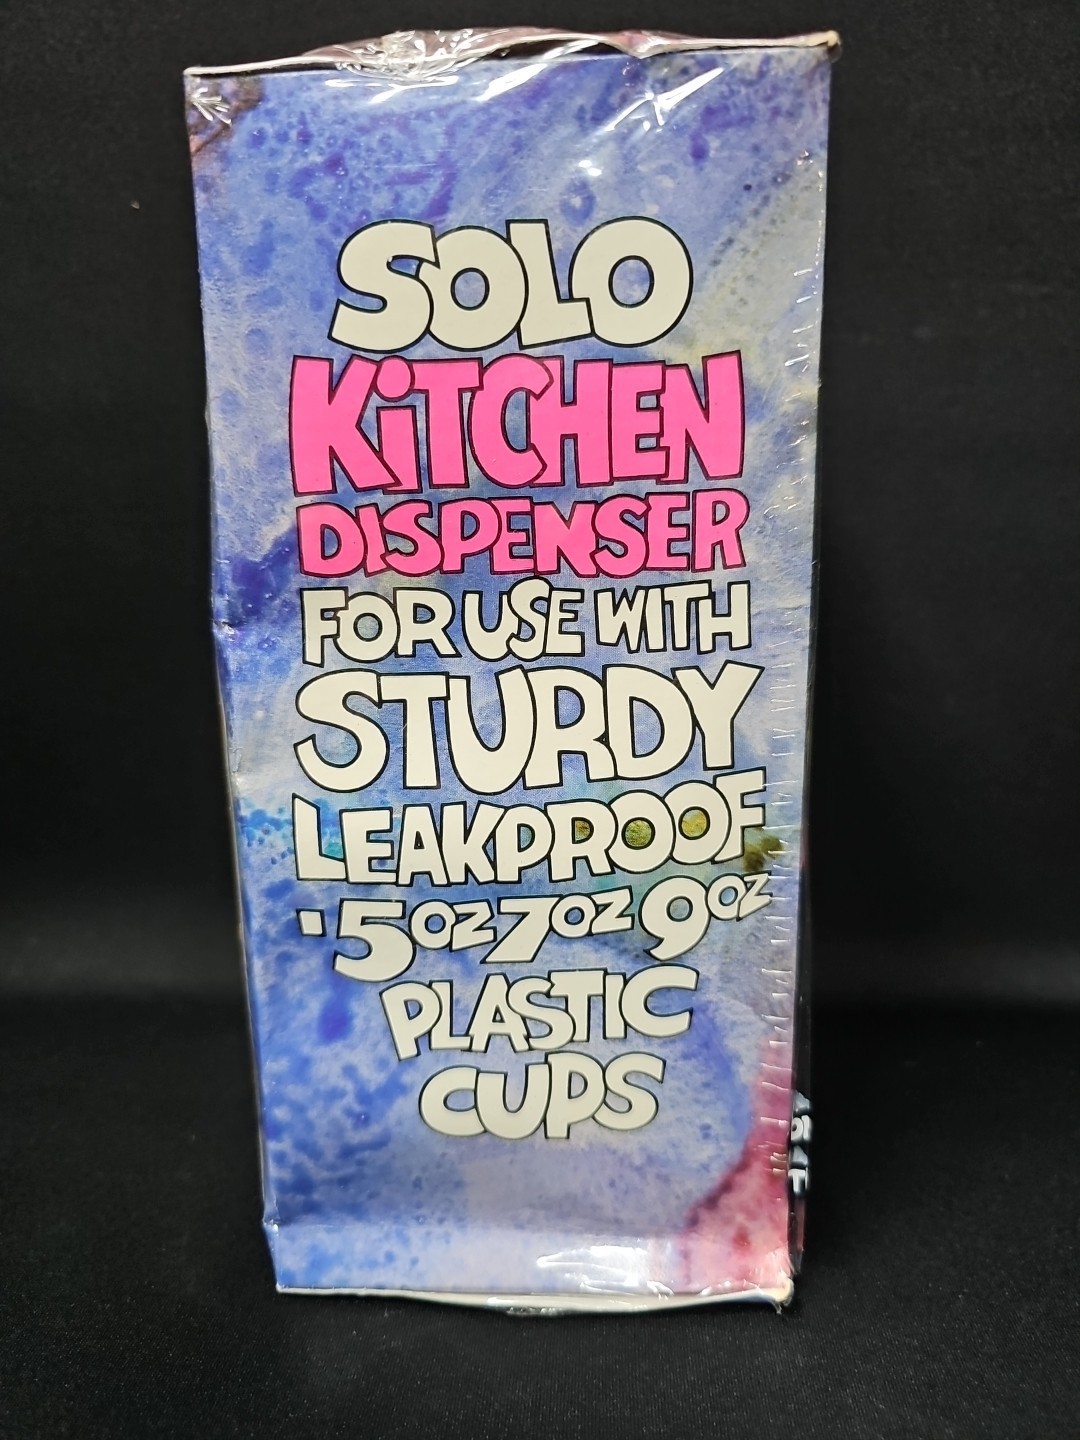 SOLO
KiTCHEN
DISPENSER
FOR USE WITH
STURDY
LEAKPROOF
'5OZ 7OZ 9OZ
PLASTIC
CUPS